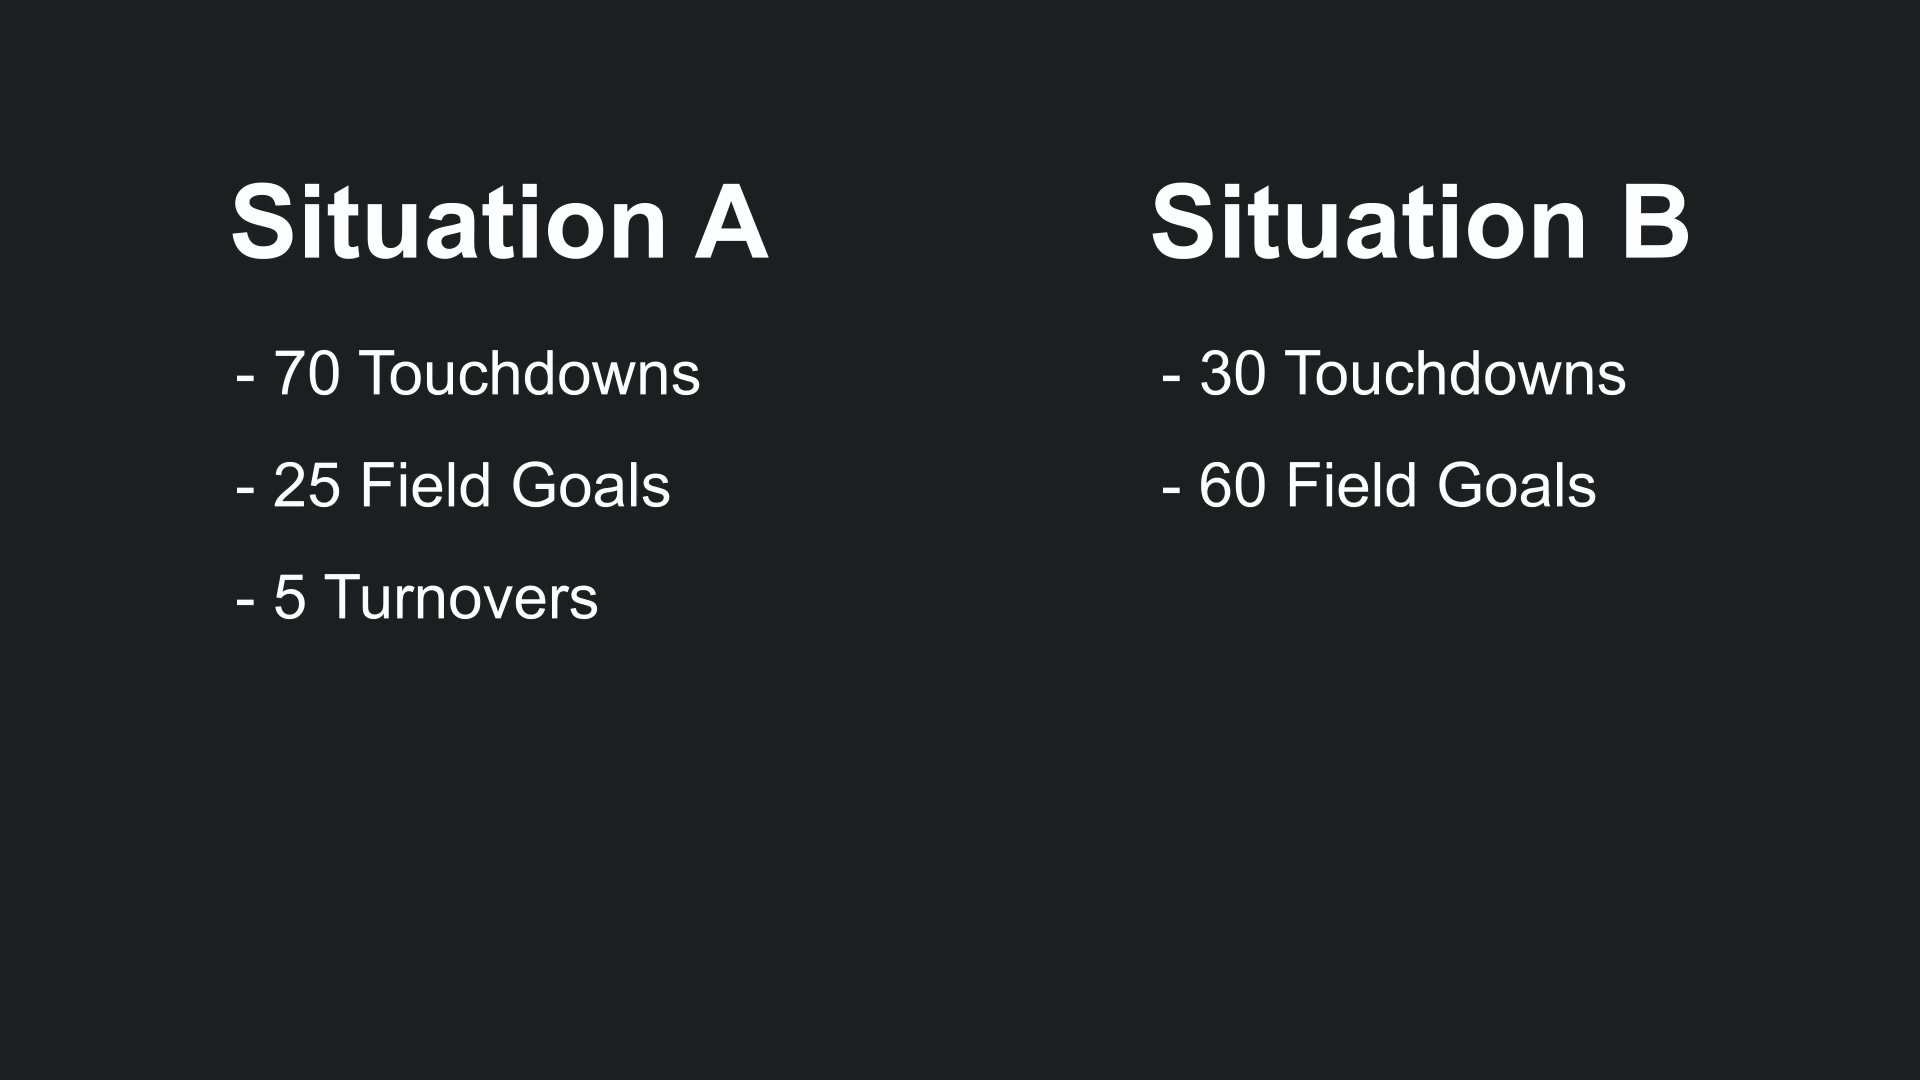 Situation A
- 70 Touchdowns
- 25 Field Goals
- 5 Turnovers
Situation B
- 30 Touchdowns
- 60 Field Goals